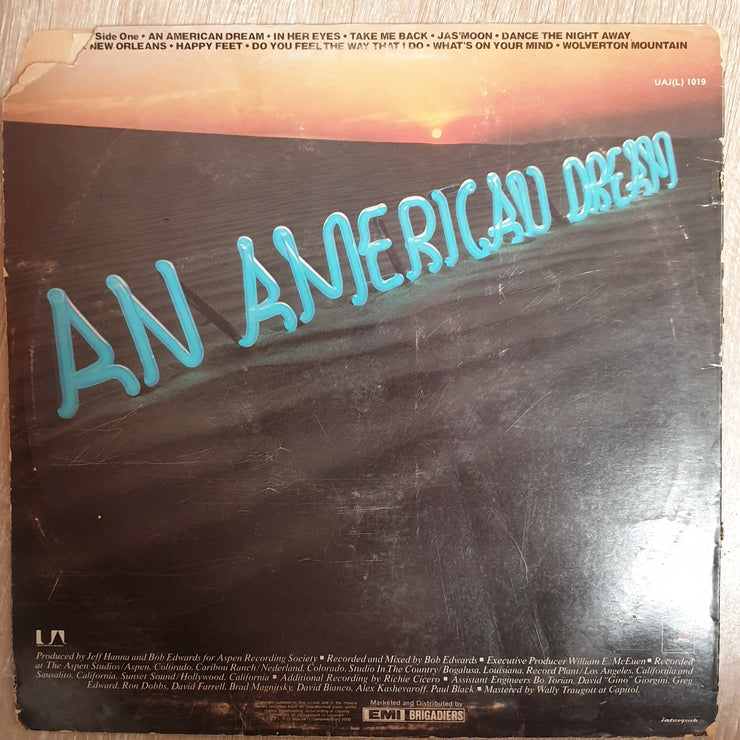 Side One • AN AMERICAN DREAM • IN HER EYES • TAKE ME BACK • JAS'MOON • DANCE THE NIGHT AWAY
NEW ORLEANS • HAPPY FEET • DO YOU FEEL THE WAY THAT I DO • WHAT'S ON YOUR MIND • WOLVERTON MOUNTAIN
UAJ(L) 1019
AN AMERICAN DREAM
UA
Produced by Jeff Hanna and Bob Edwards for Aspen Recording Society ▪ Recorded and Mixed by Bob Edwards ▪ Executive Producer William E. McEuen ▪ Recorded
at The Aspen Studios/Aspen, Colorado, Caribou Ranch/Nederland, Colorado, Studio In The Country/Bogalusa, Louisiana, Record Plant/Los Angeles, California and
Sausalito, California, Sunset Sound/Hollywood, California ▪ Additional Recording by Richie Cicero ▪ Assistant Engineers Bo Torian, David "Gino" Giorgini, Greg
Edward, Ron Dobbs, David Farrell, Brad Magnitsky, David Bianco, Alex Kashevaroff, Paul Black ▪ Mastered by Wally Traugott at Capitol.
Marketed and Distributed by
EMI BRIGADIERS
interpak